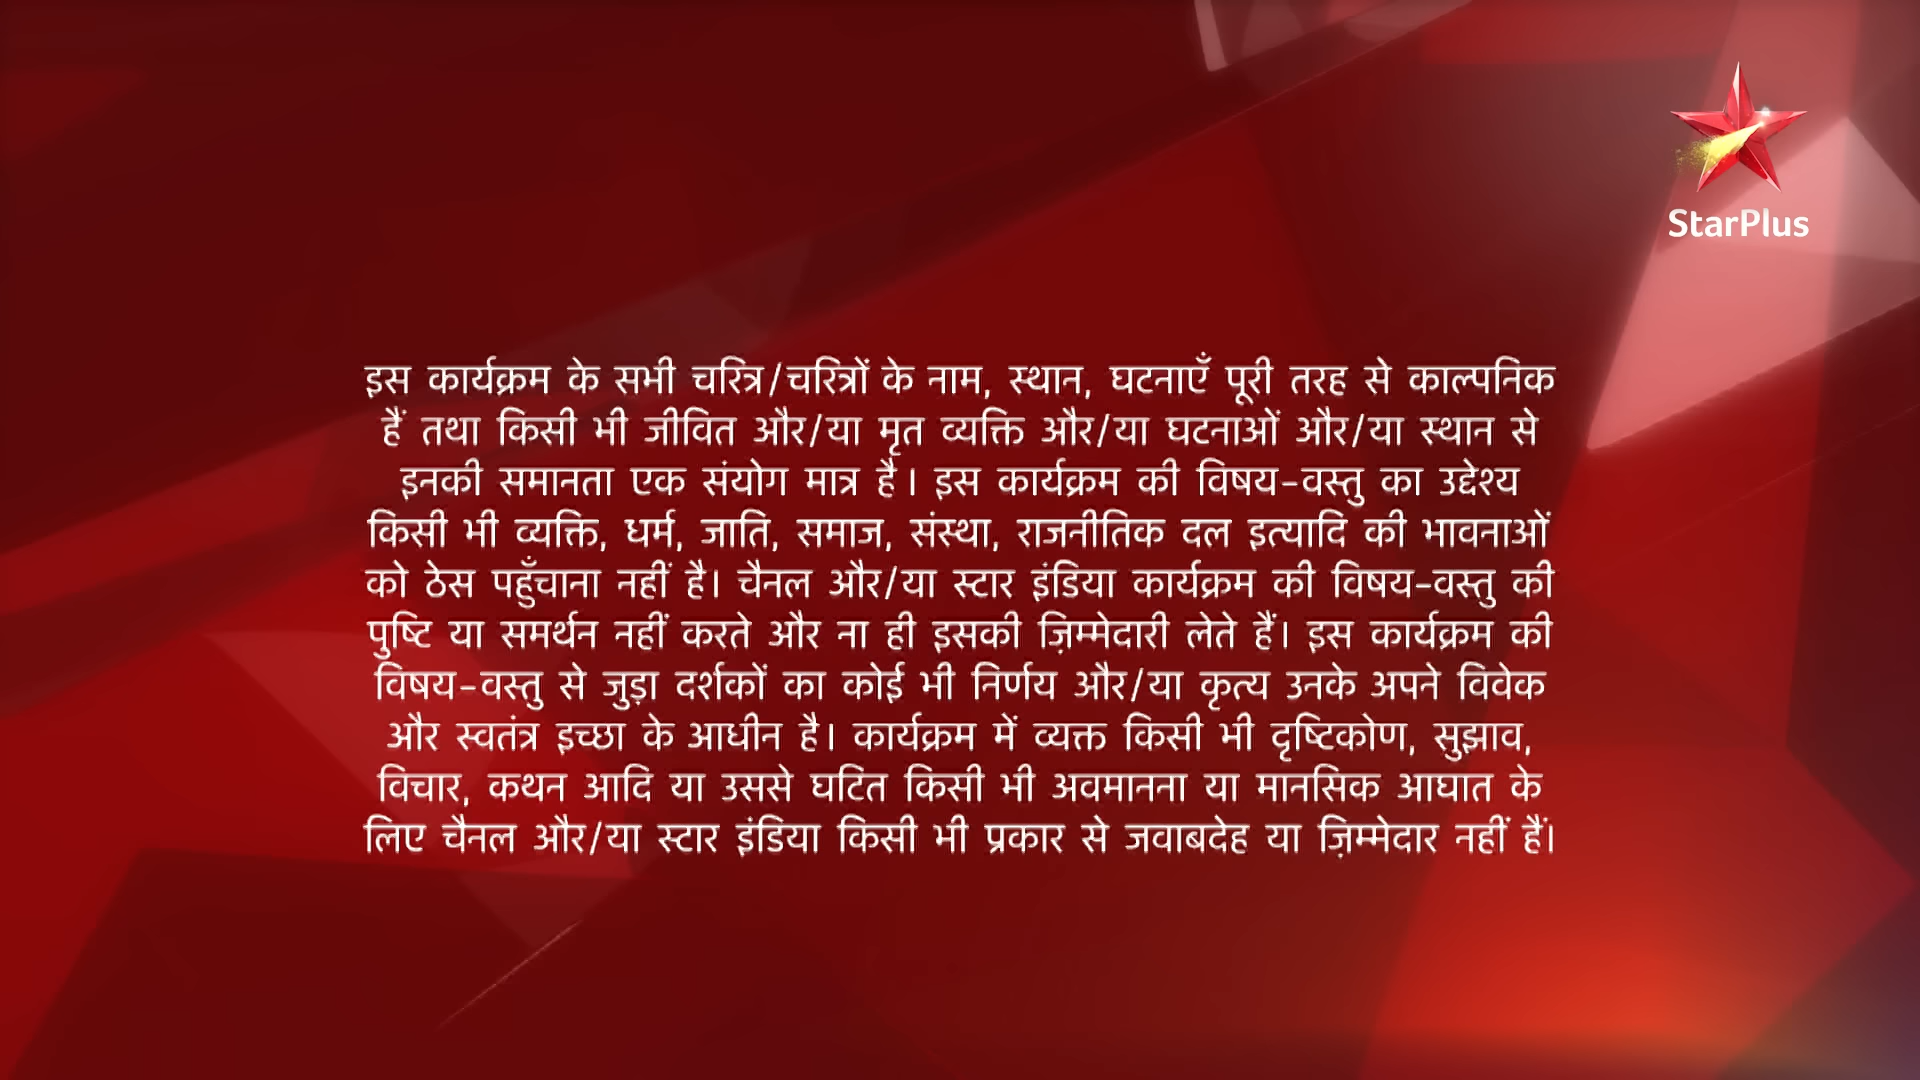 StarPlus
इस कार्यक्रम के सभी चरित्र/चरित्रों के नाम, स्थान, घटनाएँ पूरी तरह से काल्पनिक
हैं तथा किसी भी जीवित और/या मृत व्यक्ति और/या घटनाओं और/या स्थान से
इनकी समानता एक संयोग मात्र है। इस कार्यक्रम की विषय-वस्तु का उद्देश्य
किसी भी व्यक्ति, धर्म, जाति, समाज, संस्था, राजनीतिक दल इत्यादि की भावनाओं
को ठेस पहुँचाना नहीं है। चैनल और/या स्टार इंडिया कार्यक्रम की विषय-वस्तु की
पुष्टि या समर्थन नहीं करते और ना ही इसकी ज़िम्मेदारी लेते हैं। इस कार्यक्रम की
विषय-वस्तु से जुड़ा दर्शकों का कोई भी निर्णय और/या कृत्य उनके अपने विवेक
और स्वतंत्र इच्छा के आधीन है। कार्यक्रम में व्यक्त किसी भी दृष्टिकोण, सुझाव,
विचार, कथन आदि या उससे घटित किसी भी अवमानना या मानसिक आघात के
लिए चैनल और/या स्टार इंडिया किसी भी प्रकार से जवाबदेह या ज़िम्मेदार नहीं हैं।